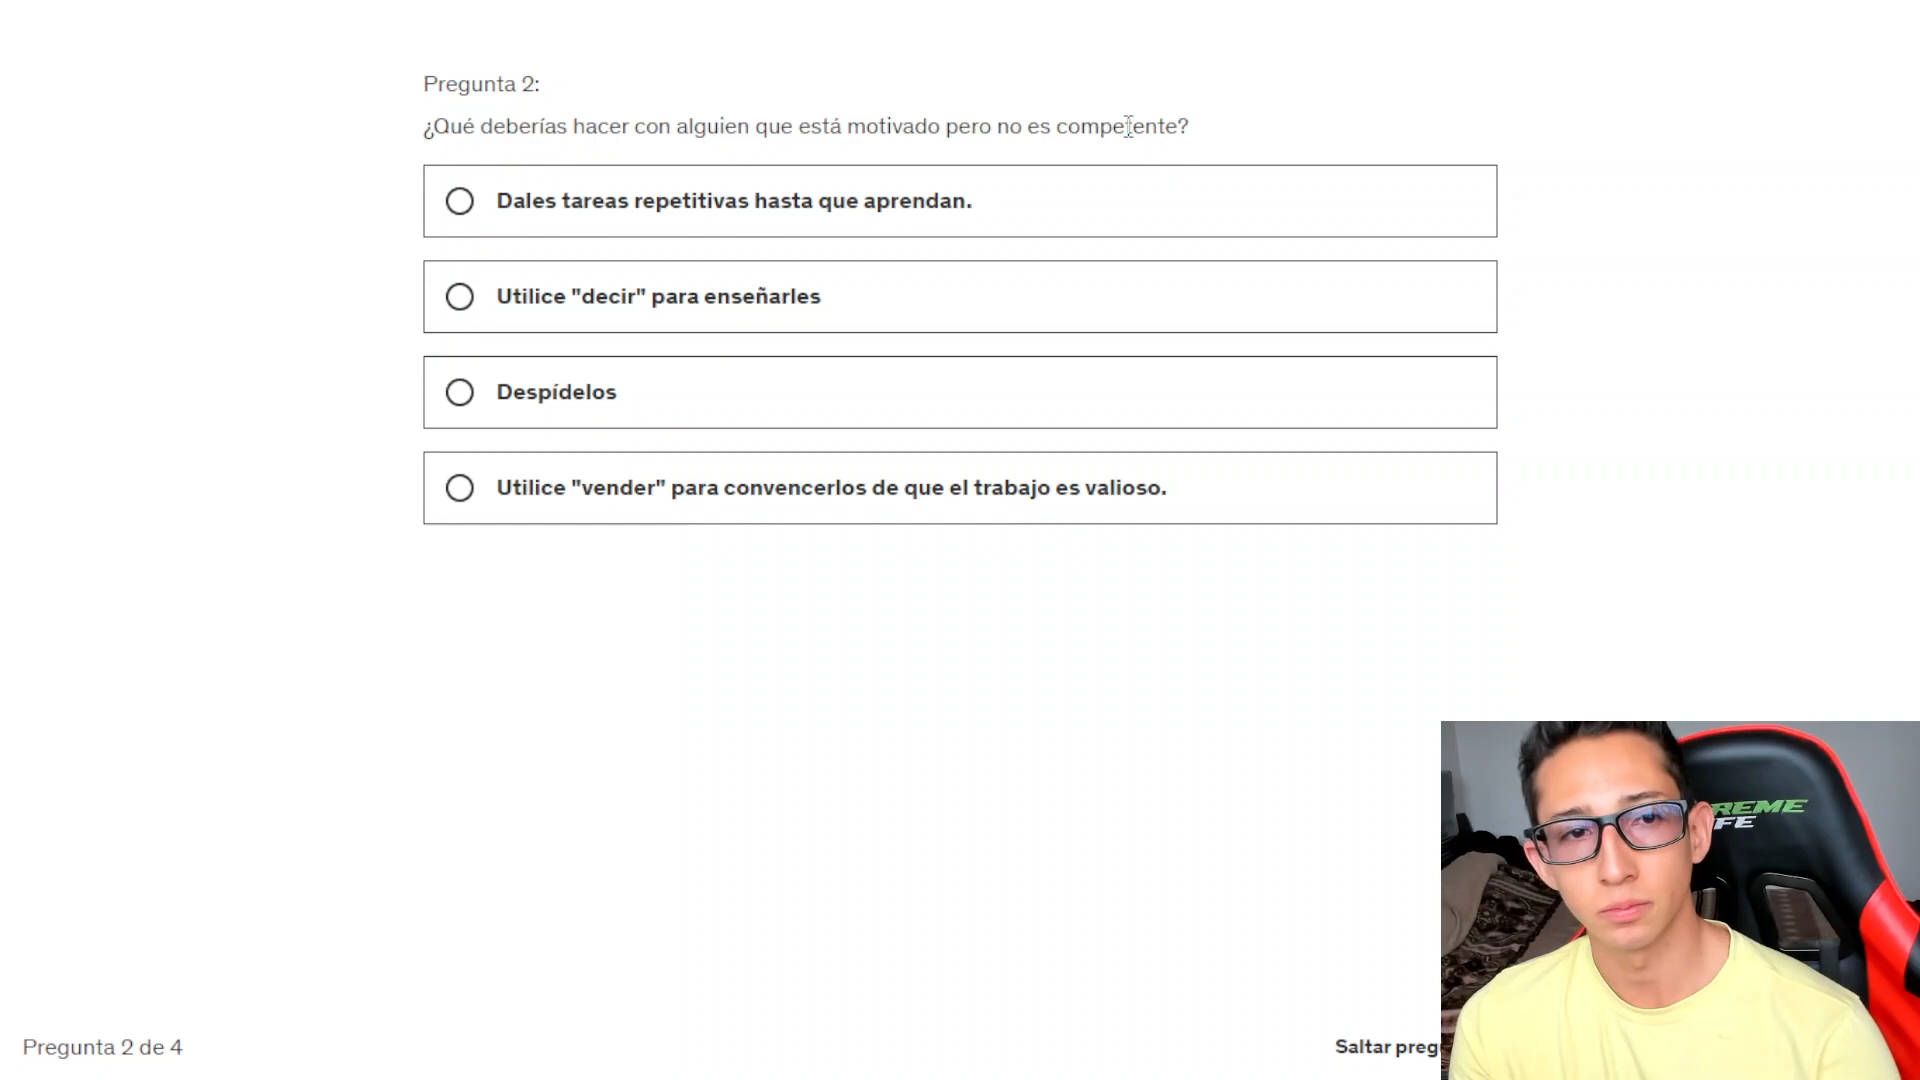 Pregunta 2:
¿Qué deberías hacer con alguien que está motivado pero no es competente?
Dales tareas repetitivas hasta que aprendan.
Utilice "decir" para enseñarles
Despídelos
Utilice "vender" para convencerlos de que el trabajo es valioso.
REME
FE
Pregunta 2 de 4
Saltar preg